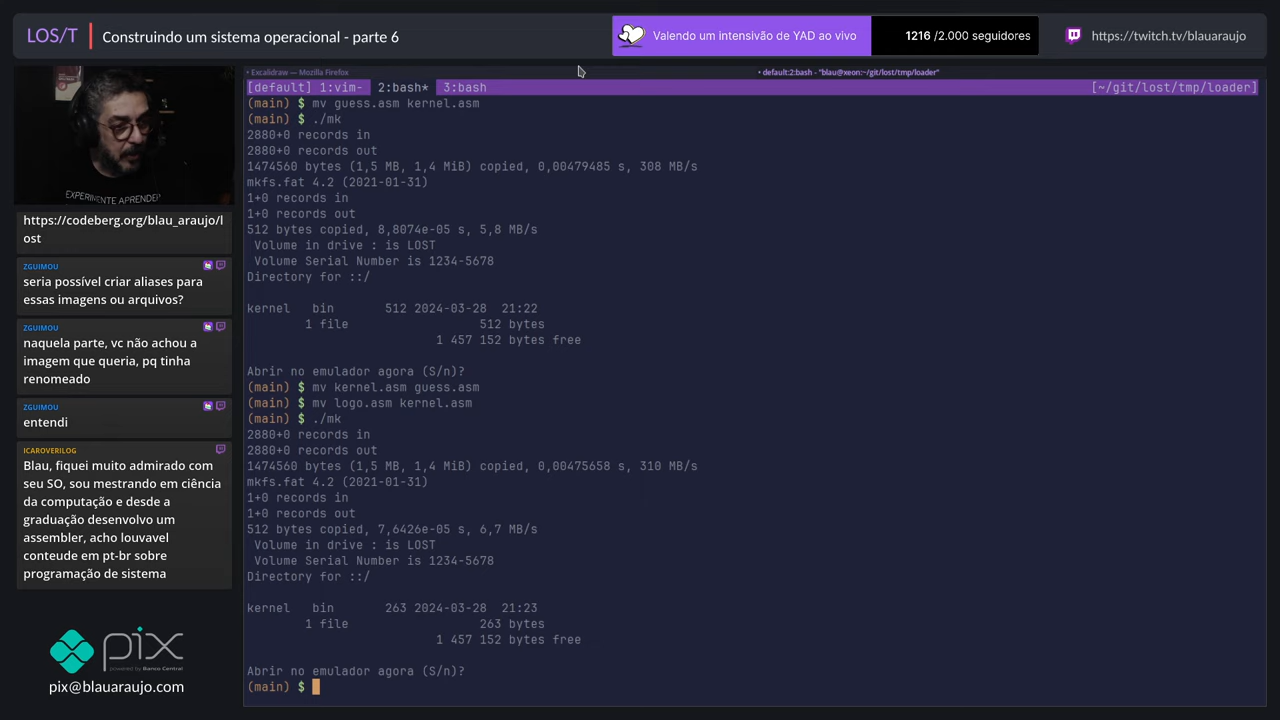 LOS/T
Construindo um sistema operacional - parte 6
Valendo um intensivão de YAD ao vivo
1216 /2.000 seguidores
https://twitch.tv/blauaraujo
EXPERIMENTE APRENDER
https://codeberg.org/blau_araujo/l
ost
ZGUIMOU
seria possível criar aliases para
essas imagens ou arquivos?
ZGUIMOU
naquela parte, vc não achou a
imagem que queria, pq tinha
renomeado
ZGUIMOU
entendi
ICAROVERILOG
Blau, fiquei muito admirado com
seu SO, sou mestrando em ciência
da computação e desde a
graduação desenvolvo um
assembler, acho louvavel
conteude em pt-br sobre
programação de sistema
pix
powered by Banco Central
pix@blauaraujo.com
• Excalidraw — Mozilla Firefox
• default:2:bash - "blau@xeon:~/git/lost/tmp/loader"
[default] 1:vim- 2:bash* 3:bash [~/git/lost/tmp/loader]
(main) $ mv guess.asm kernel.asm
(main) $ ./mk
2880+0 records in
2880+0 records out
1474560 bytes (1,5 MB, 1,4 MiB) copied, 0,00479485 s, 308 MB/s
mkfs.fat 4.2 (2021-01-31)
1+0 records in
1+0 records out
512 bytes copied, 8,8074e-05 s, 5,8 MB/s
Volume in drive : is LOST
Volume Serial Number is 1234-5678
Directory for ::/
kernel bin 512 2024-03-28 21:22
1 file 512 bytes
1 457 152 bytes free
Abrir no emulador agora (S/n)?
(main) $ mv kernel.asm guess.asm
(main) $ mv logo.asm kernel.asm
(main) $ ./mk
2880+0 records in
2880+0 records out
1474560 bytes (1,5 MB, 1,4 MiB) copied, 0,00475658 s, 310 MB/s
mkfs.fat 4.2 (2021-01-31)
1+0 records in
1+0 records out
512 bytes copied, 7,6426e-05 s, 6,7 MB/s
Volume in drive : is LOST
Volume Serial Number is 1234-5678
Directory for ::/
kernel bin 263 2024-03-28 21:23
1 file 263 bytes
1 457 152 bytes free
Abrir no emulador agora (S/n)?
(main) $